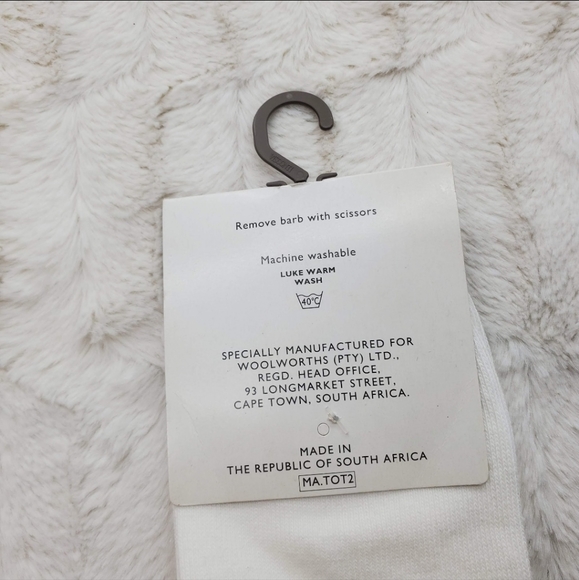 Remove barb with scissors
Machine washable
LUKE WARM
WASH
40°C
SPECIALLY MANUFACTURED FOR
WOOLWORTHS (PTY) LTD.,
REGD. HEAD OFFICE,
93 LONGMARKET STREET,
CAPE TOWN, SOUTH AFRICA.
MADE IN
THE REPUBLIC OF SOUTH AFRICA
MA.TOT2